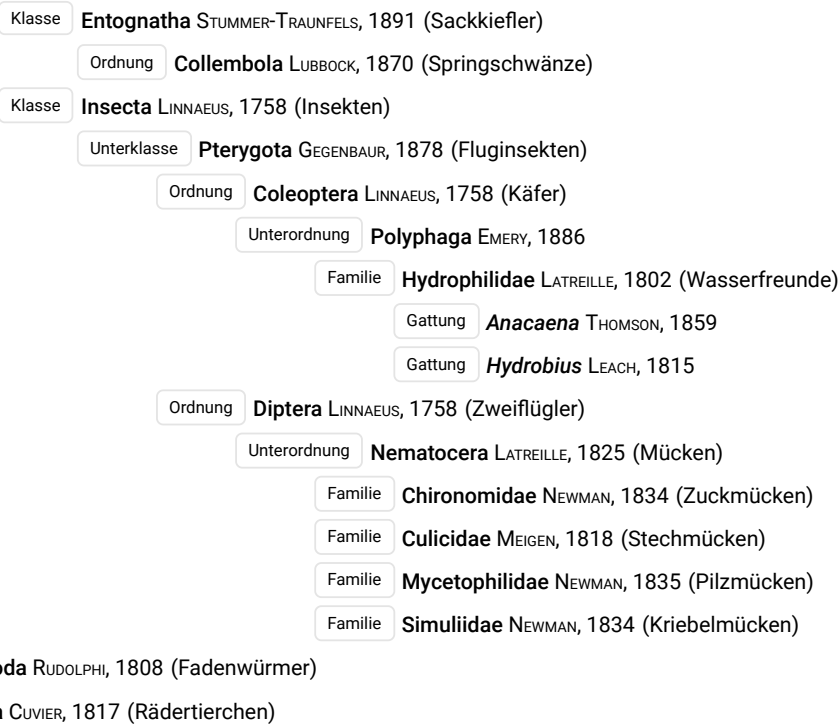 Klasse Entognatha Stummer-Traunfels, 1891 (Sackkiefler)
Ordnung Collembola Lubbock, 1870 (Springschwänze)
Klasse Insecta Linnaeus, 1758 (Insekten)
Unterklasse Pterygota Gegenbaur, 1878 (Fluginsekten)
Ordnung Coleoptera Linnaeus, 1758 (Käfer)
Unterordnung Polyphaga Emery, 1886
Familie Hydrophilidae Latreille, 1802 (Wasserfreunde)
Gattung Anacaena Thomson, 1859
Gattung Hydrobius Leach, 1815
Ordnung Diptera Linnaeus, 1758 (Zweiflügler)
Unterordnung Nematocera Latreille, 1825 (Mücken)
Familie Chironomidae Newman, 1834 (Zuckmücken)
Familie Culicidae Meigen, 1818 (Stechmücken)
Familie Mycetophilidae Newman, 1835 (Pilzmücken)
Familie Simuliidae Newman, 1834 (Kriebelmücken)
Rudolphi, 1808 (Fadenwürmer)
Cuvier, 1817 (Rädertierchen)